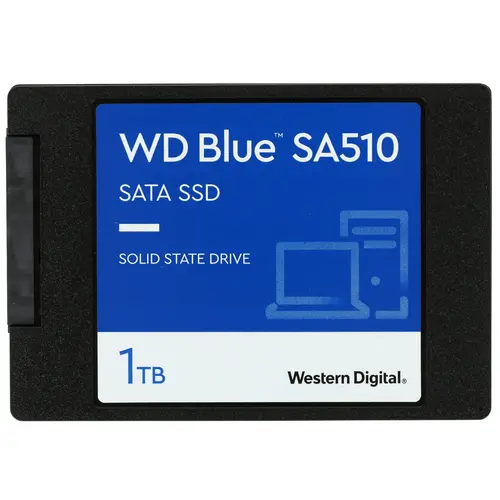 WD Blue™ SA510
SATA SSD
SOLID STATE DRIVE
1TB
Western Digital®